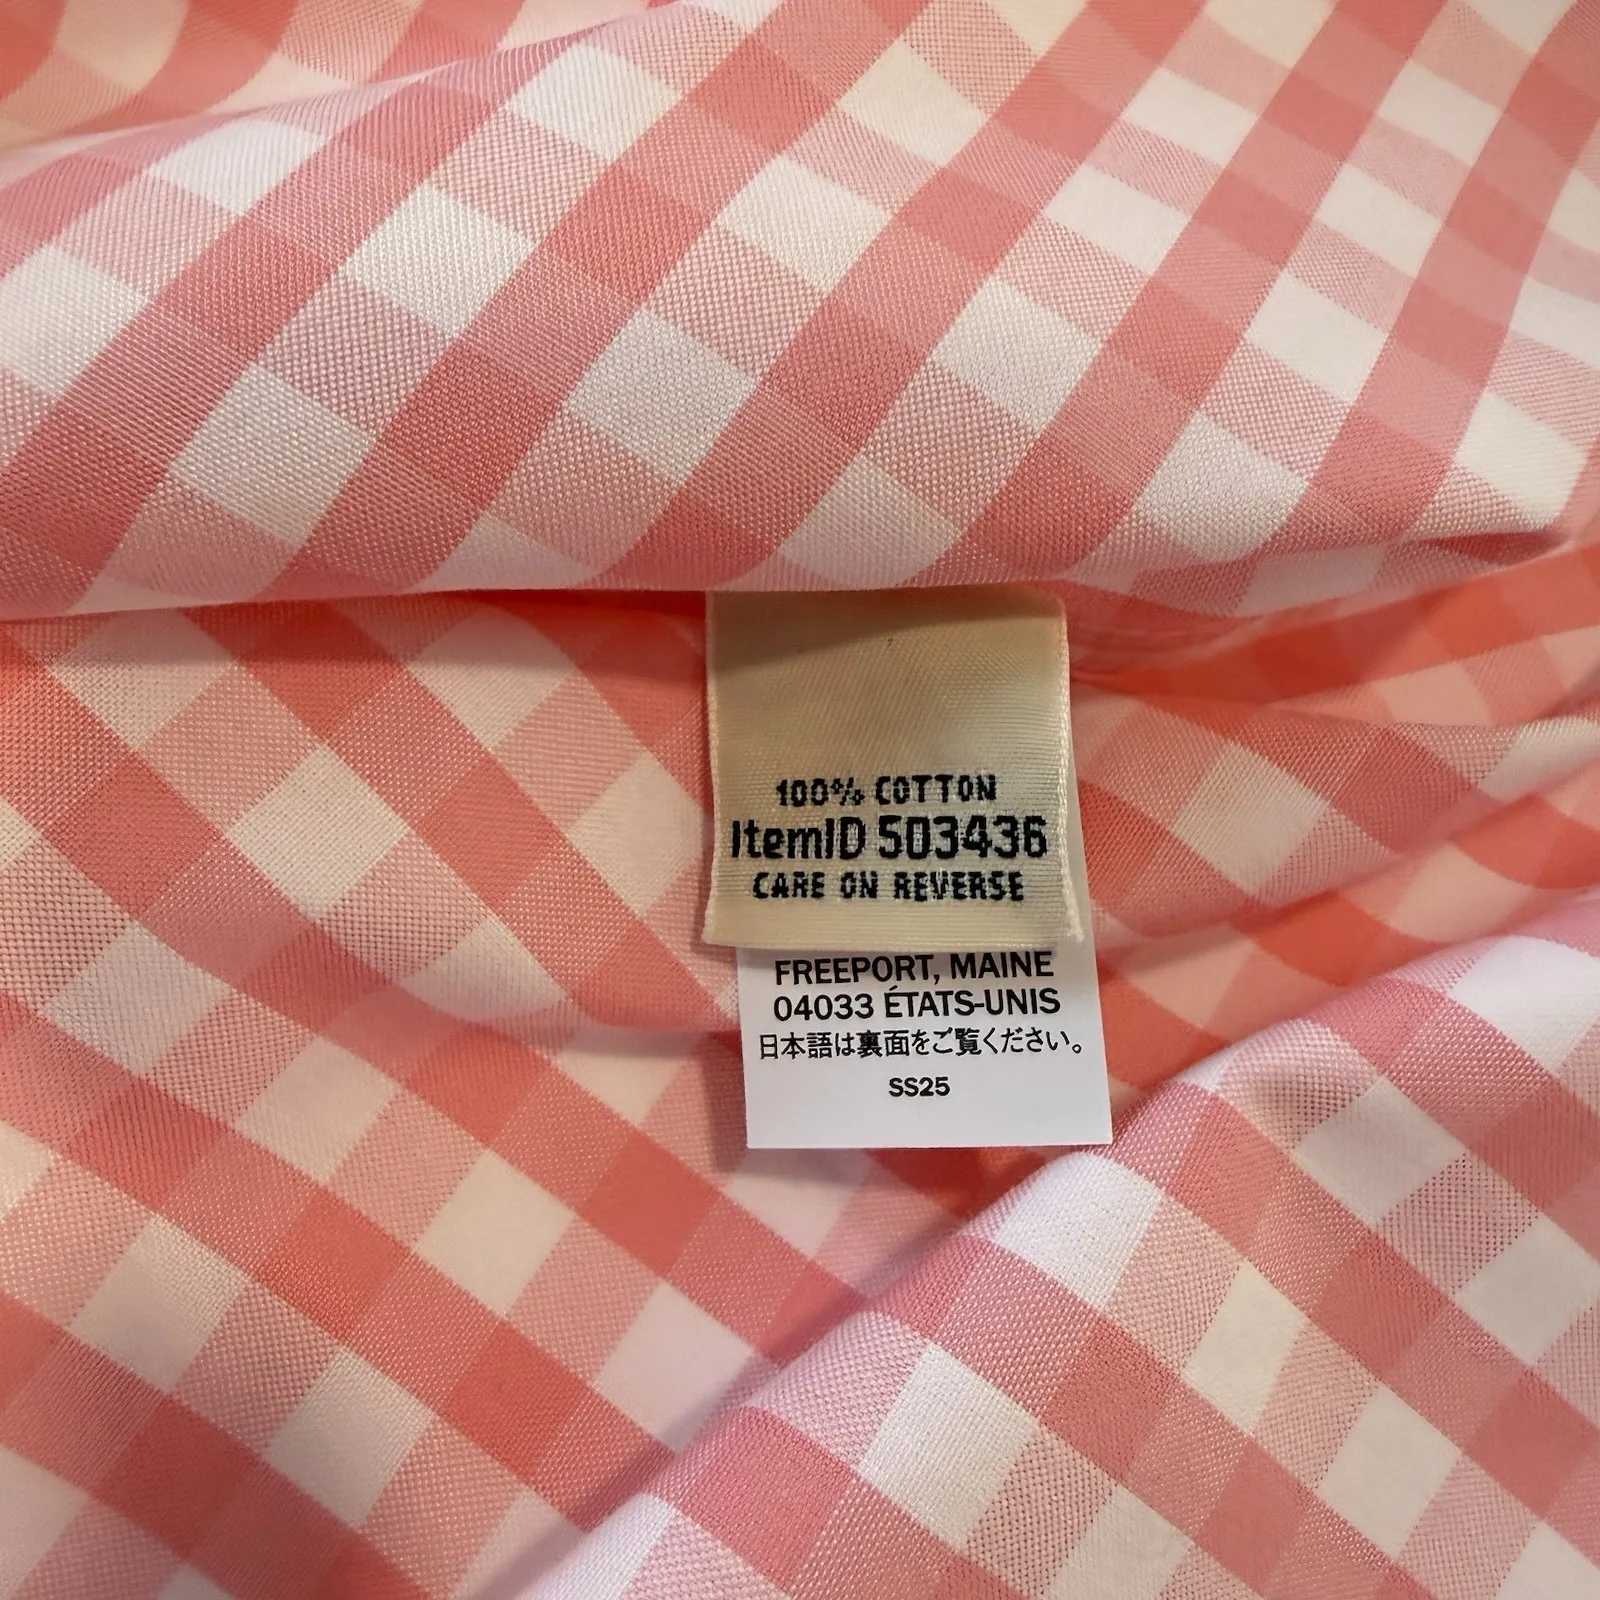 100% COTTON
ItemID 503436
CARE ON REVERSE
FREEPORT, MAINE
04033 ÉTATS-UNIS
日本語は裏面をご覧ください。
SS25